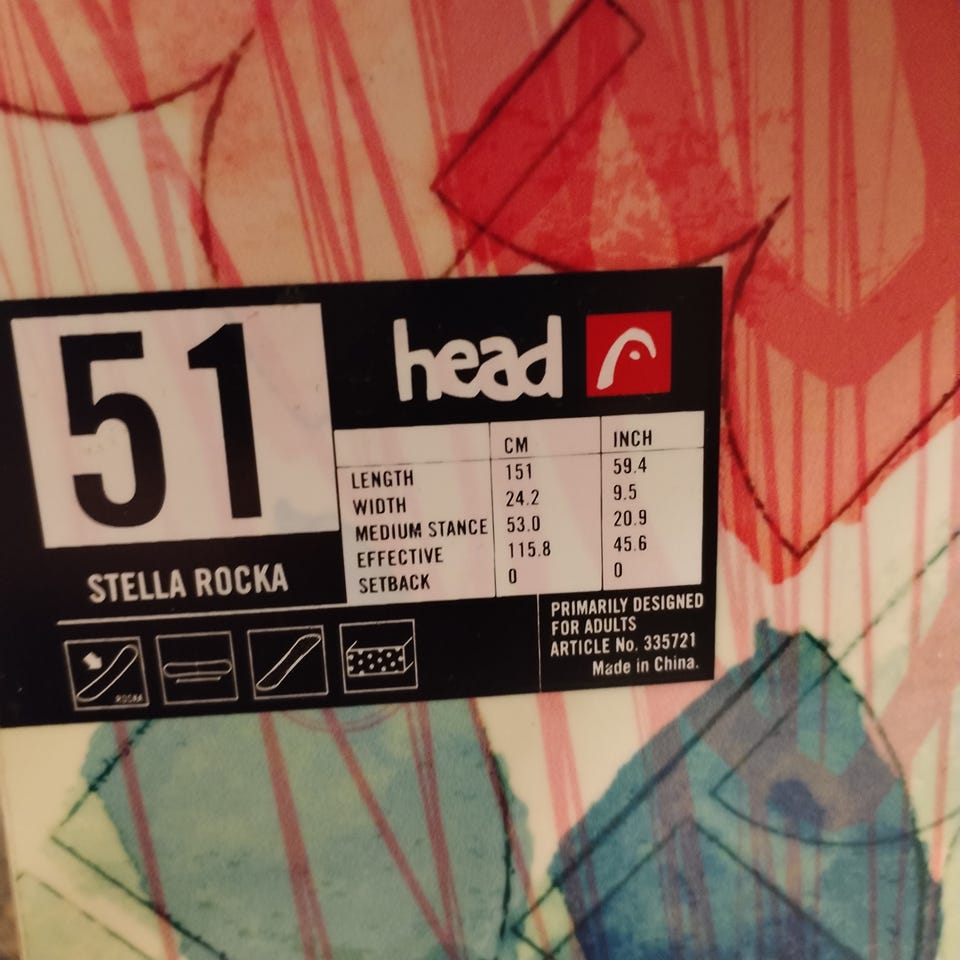 51
head
CM INCH
LENGTH 151 59.4
WIDTH 24.2 9.5
MEDIUM STANCE 53.0 20.9
EFFECTIVE 115.8 45.6
SETBACK 0 0
STELLA ROCKA
ROCKA
PRIMARILY DESIGNED
FOR ADULTS
ARTICLE No. 335721
Made in China.